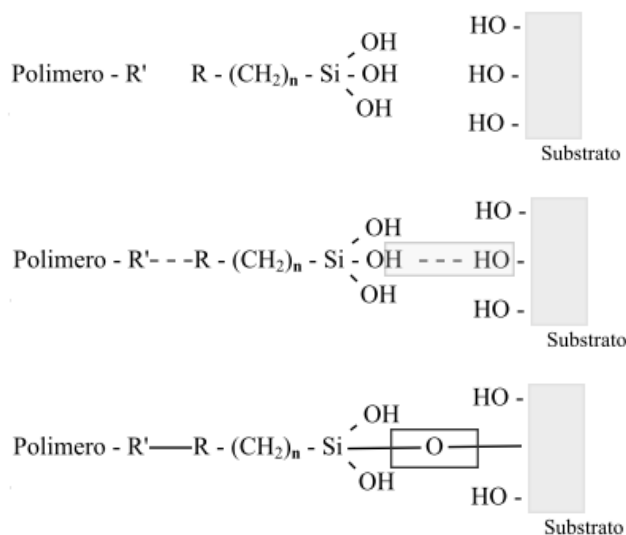 HO -
OH
Polimero - R' R - (CH₂)ₙ - Si - OH HO -
OH
HO -
Substrato
HO -
OH
Polimero - R'- - -R - (CH₂)ₙ - Si - OH - - - - HO -
OH
HO -
Substrato
HO -
OH
Polimero - R'—R - (CH₂)ₙ - Si — O —
OH
HO -
Substrato